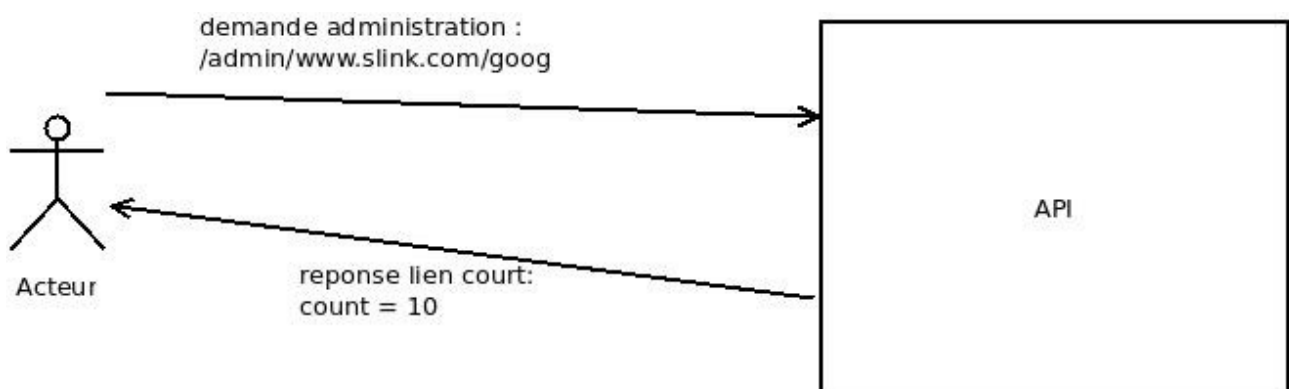 demande administration :
/admin/www.slink.com/goog
API
Acteur
reponse lien court:
count = 10